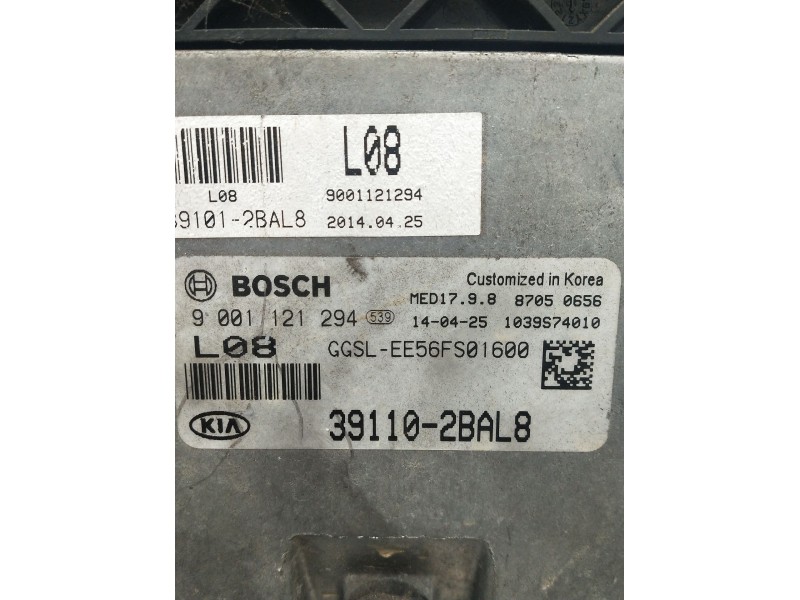 L08
L08
9001121294
39101-2BAL8
2014.04.25
BOSCH
Customized in Korea
MED17.9.8 8705 0656
9 001 121 294 539
14-04-25 1039S74010
L08
GGSL-EE56FS01600
KIA
39110-2BAL8